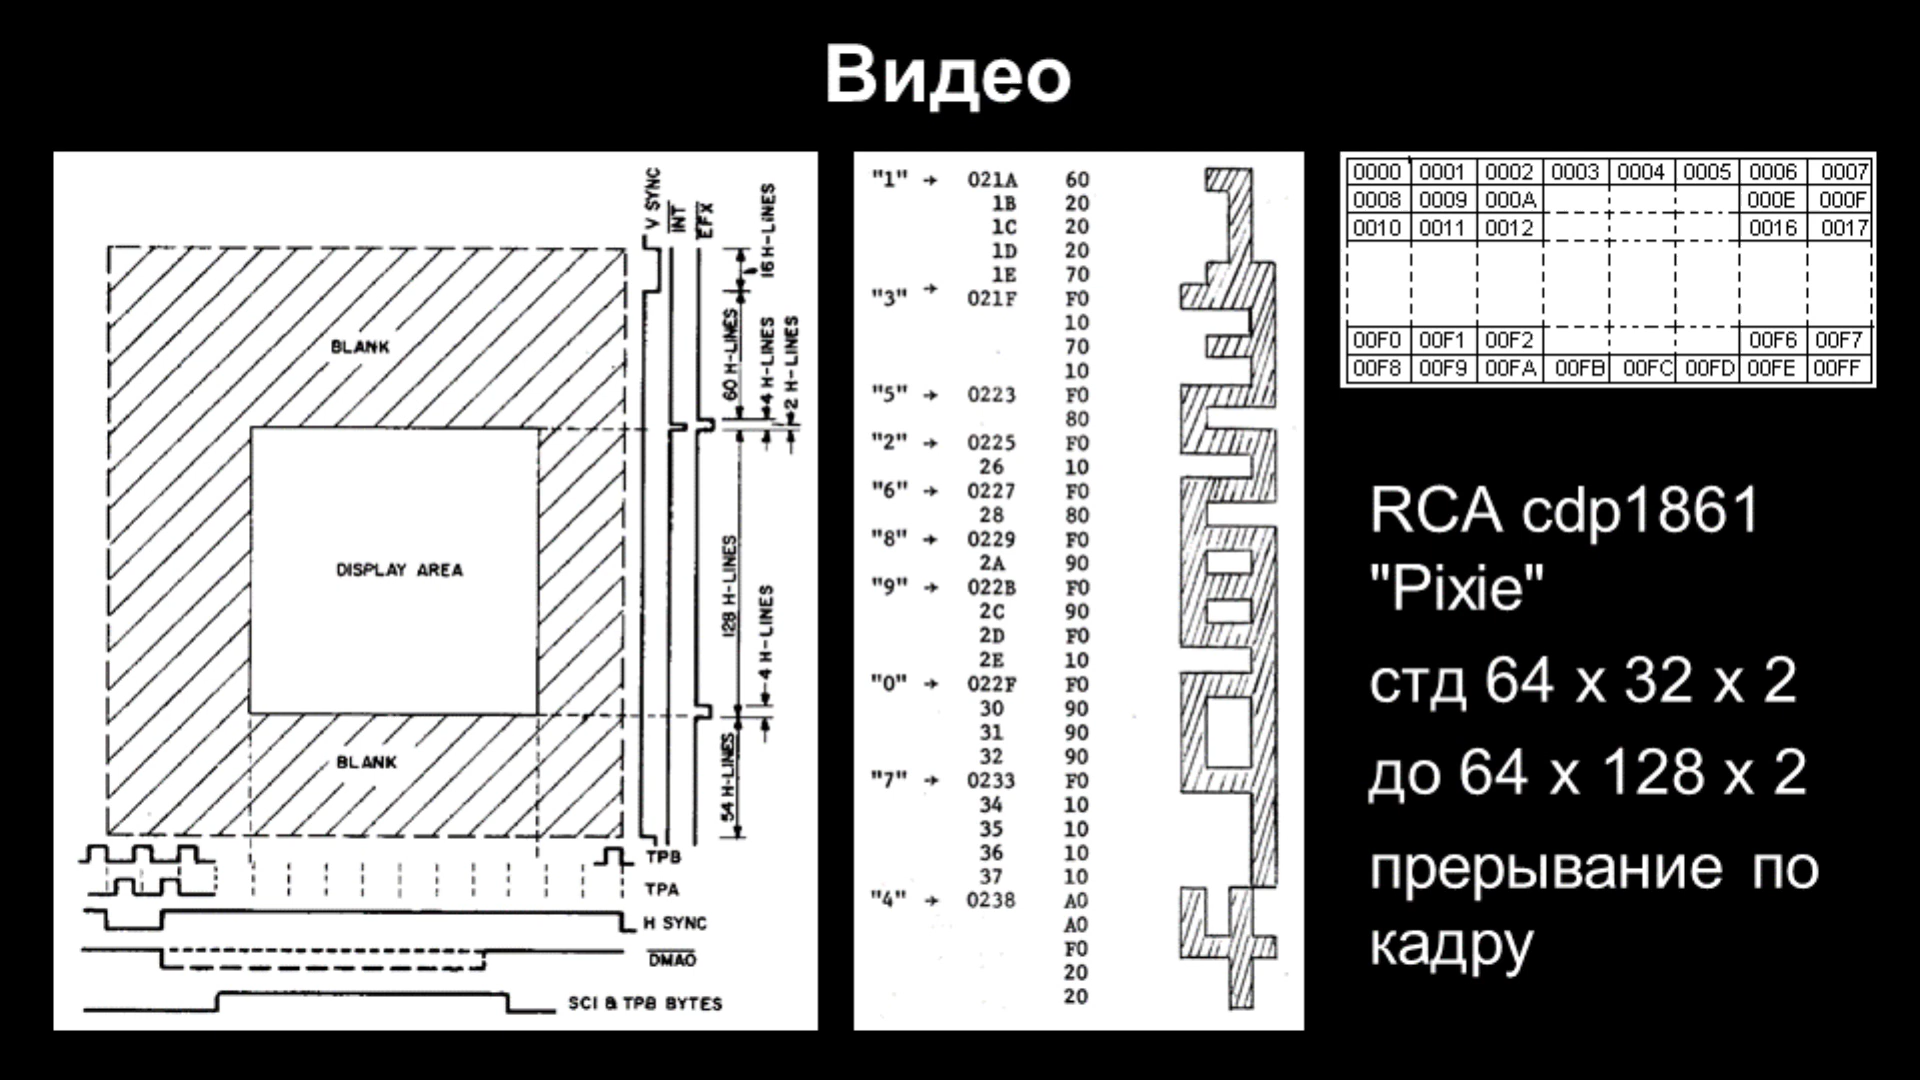 Видео
V SYNC
INT
EFX
16 H-LINES
60 H-LINES
4 H-LINES
2 H-LINES
BLANK
DISPLAY AREA
128 H-LINES
4 H-LINES
BLANK
54 H-LINES
TPB
TPA
H SYNC
DMAO
SCI & TPB BYTES
"1" → 021A 60
1B 20
1C 20
1D 20
1E 70
"3" → 021F F0
10
70
10
"5" → 0223 F0
80
"2" → 0225 F0
26 10
"6" → 0227 F0
28 80
"8" → 0229 F0
2A 90
"9" → 022B F0
2C 90
2D F0
2E 10
"0" → 022F F0
30 90
31 90
32 90
"7" → 0233 F0
34 10
35 10
36 10
37 10
"4" → 0238 A0
A0
F0
20
20
0000 0001 0002 0003 0004 0005 0006 0007
0008 0009 000A 000E 000F
0010 0011 0012 0016 0017
00F0 00F1 00F2 00F6 00F7
00F8 00F9 00FA 00FB 00FC 00FD 00FE 00FF
RCA cdp1861
"Pixie"
стд 64 x 32 x 2
до 64 x 128 x 2
прерывание по
кадру